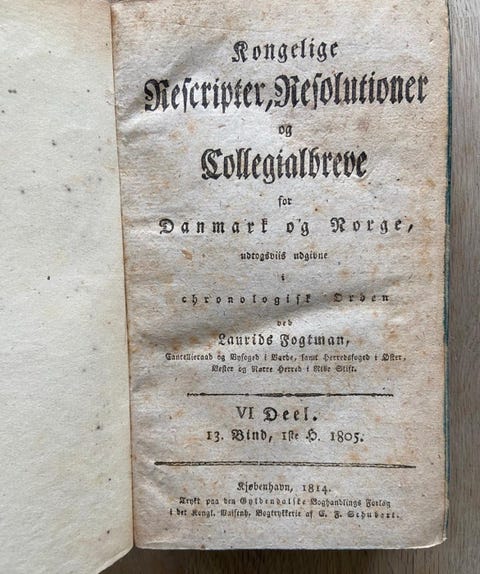 Kongelige
Rescripter, Resolutioner
og
Collegialbreve
for
Danmark og Norge,
udtogsviis udgivne
i
chronologisk Orden
ved
Laurids Fogtman,
Cancellieraad og Byfoged i Varde, samt Herredsfoged i Øster,
Vester og Nørre Herred i Ribe Stift.
VI Deel.
13. Bind, 1ste H. 1805.
Kjøbenhavn, 1814.
Trykt paa den Gyldendalske Boghandlings Forlag
i det Kongl. Vaisenh. Bogtrykkerie af C. F. Schubart.